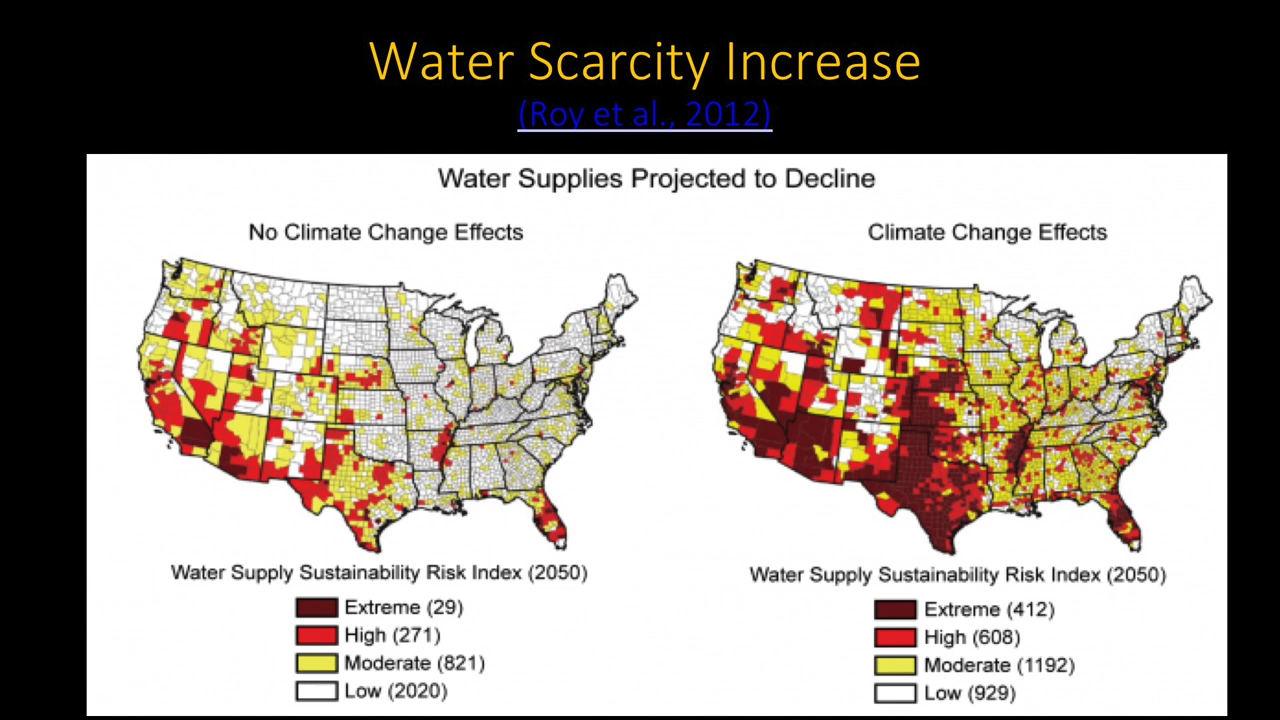 Water Scarcity Increase
(Roy et al., 2012)
Water Supplies Projected to Decline
No Climate Change Effects
Climate Change Effects
Water Supply Sustainability Risk Index (2050)
Extreme (29)
High (271)
Moderate (821)
Low (2020)
Water Supply Sustainability Risk Index (2050)
Extreme (412)
High (608)
Moderate (1192)
Low (929)